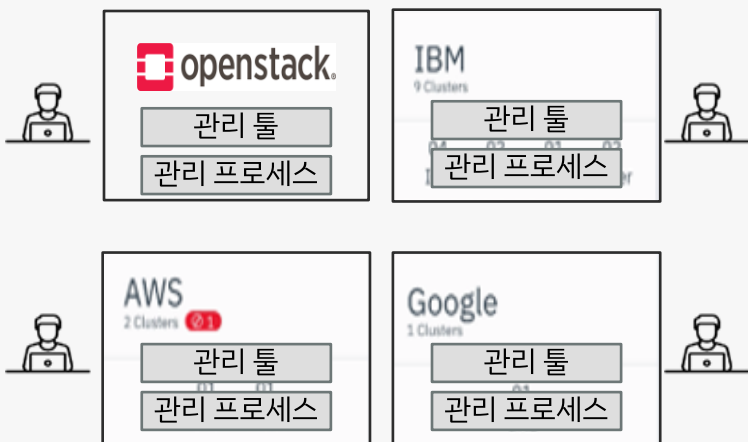 openstack.
관리 툴
관리 프로세스
IBM
9 Clusters
관리 툴
관리 프로세스
AWS
2 Clusters 1
관리 툴
관리 프로세스
Google
1 Clusters
관리 툴
관리 프로세스